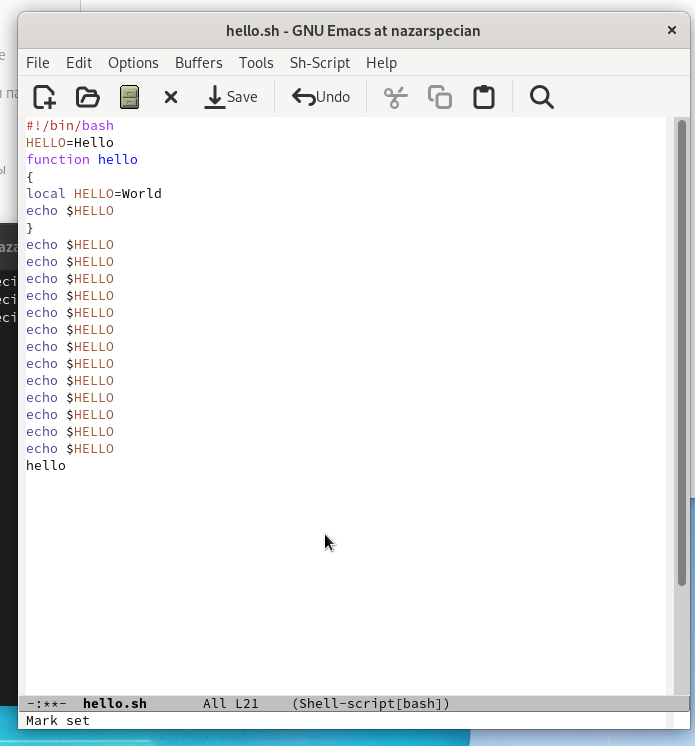 hello.sh - GNU Emacs at nazarspecian
File Edit Options Buffers Tools Sh-Script Help
Save Undo
#!/bin/bash
HELLO=Hello
function hello
{
local HELLO=World
echo $HELLO
}
echo $HELLO
echo $HELLO
echo $HELLO
echo $HELLO
echo $HELLO
echo $HELLO
echo $HELLO
echo $HELLO
echo $HELLO
echo $HELLO
echo $HELLO
echo $HELLO
echo $HELLO
hello
-:**- hello.sh All L21 (Shell-script[bash])
Mark set